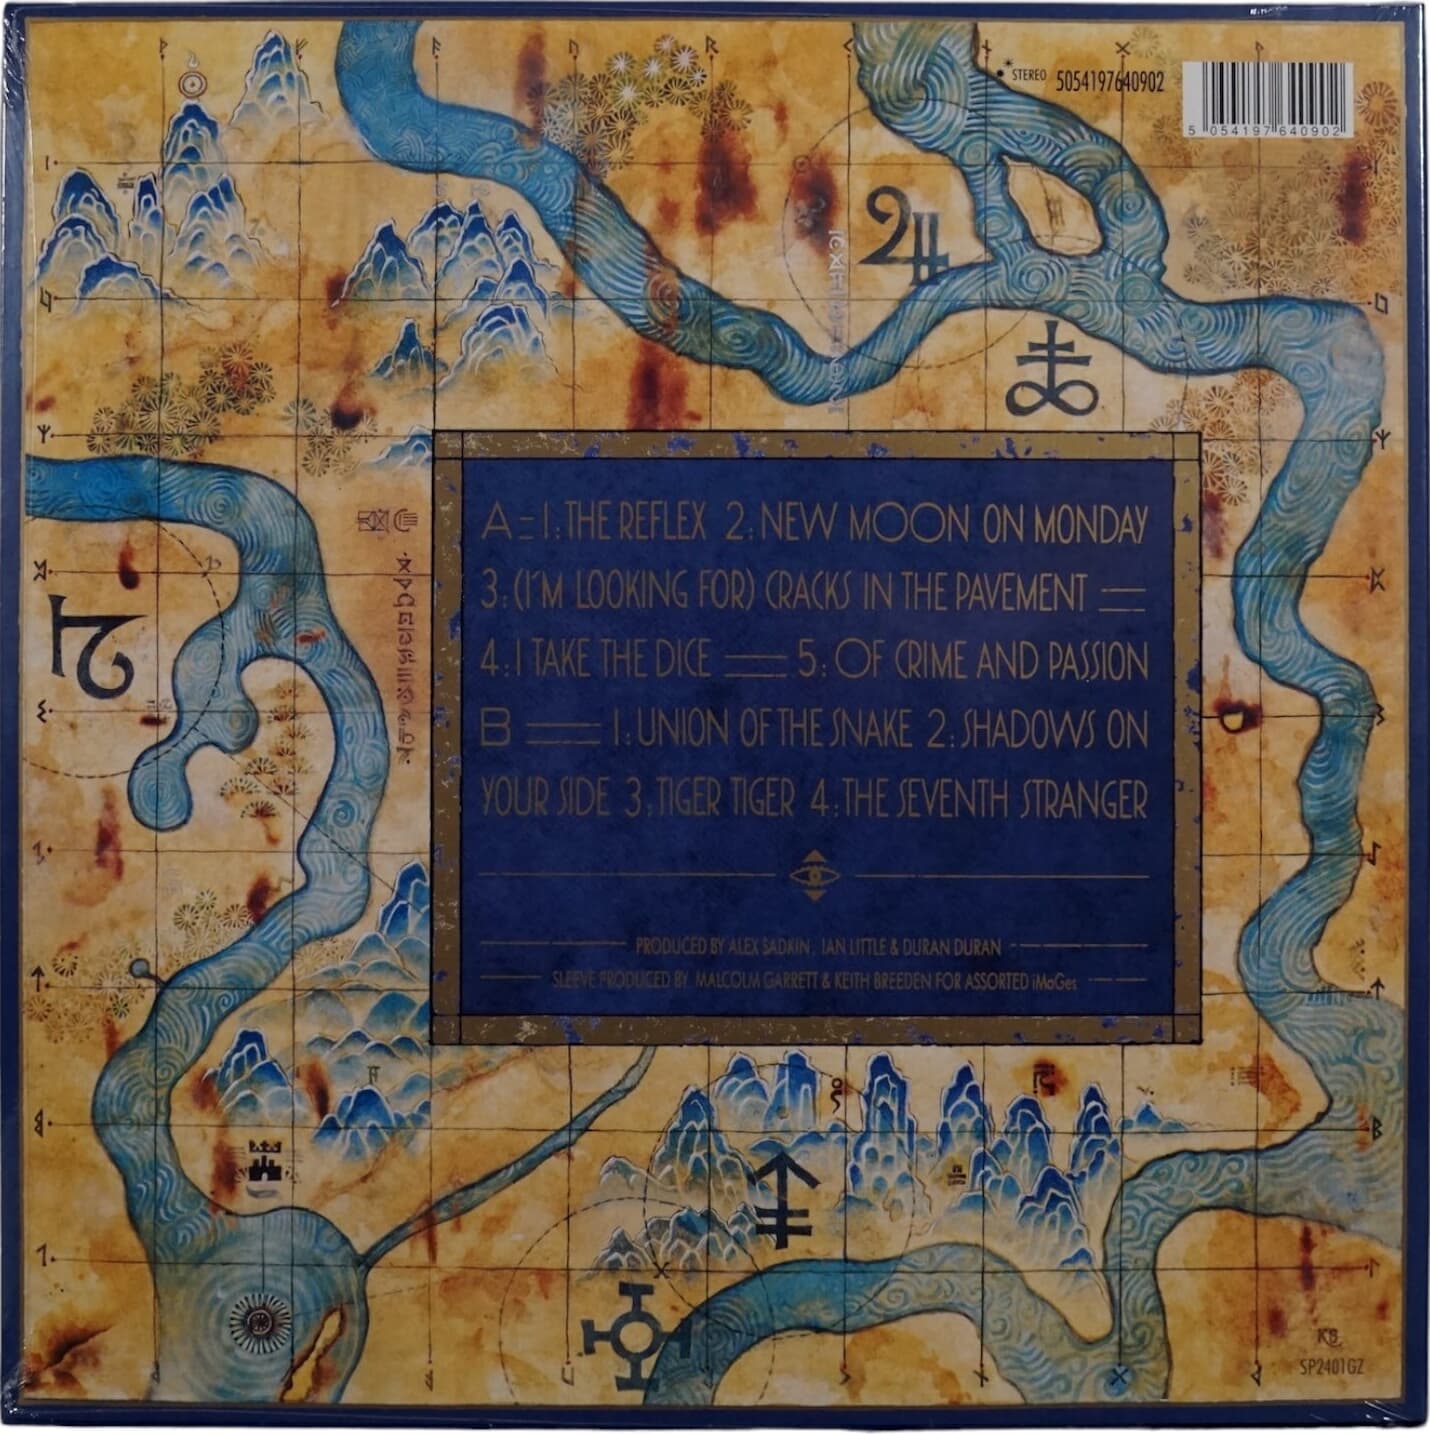 STEREO 5054197640902
5 054197 640902
A = 1: THE REFLEX 2: NEW MOON ON MONDAY
3: (I'M LOOKING FOR) CRACKS IN THE PAVEMENT
4: I TAKE THE DICE 5: OF CRIME AND PASSION
B 1: UNION OF THE SNAKE 2: SHADOWS ON
YOUR SIDE 3: TIGER TIGER 4: THE SEVENTH STRANGER
PRODUCED BY ALEX SADKIN, IAN LITTLE & DURAN DURAN
SLEEVE PRODUCED BY MALCOLM GARRETT & KEITH BREEDEN FOR ASSORTED iMaGes
KB
SP2401GZ